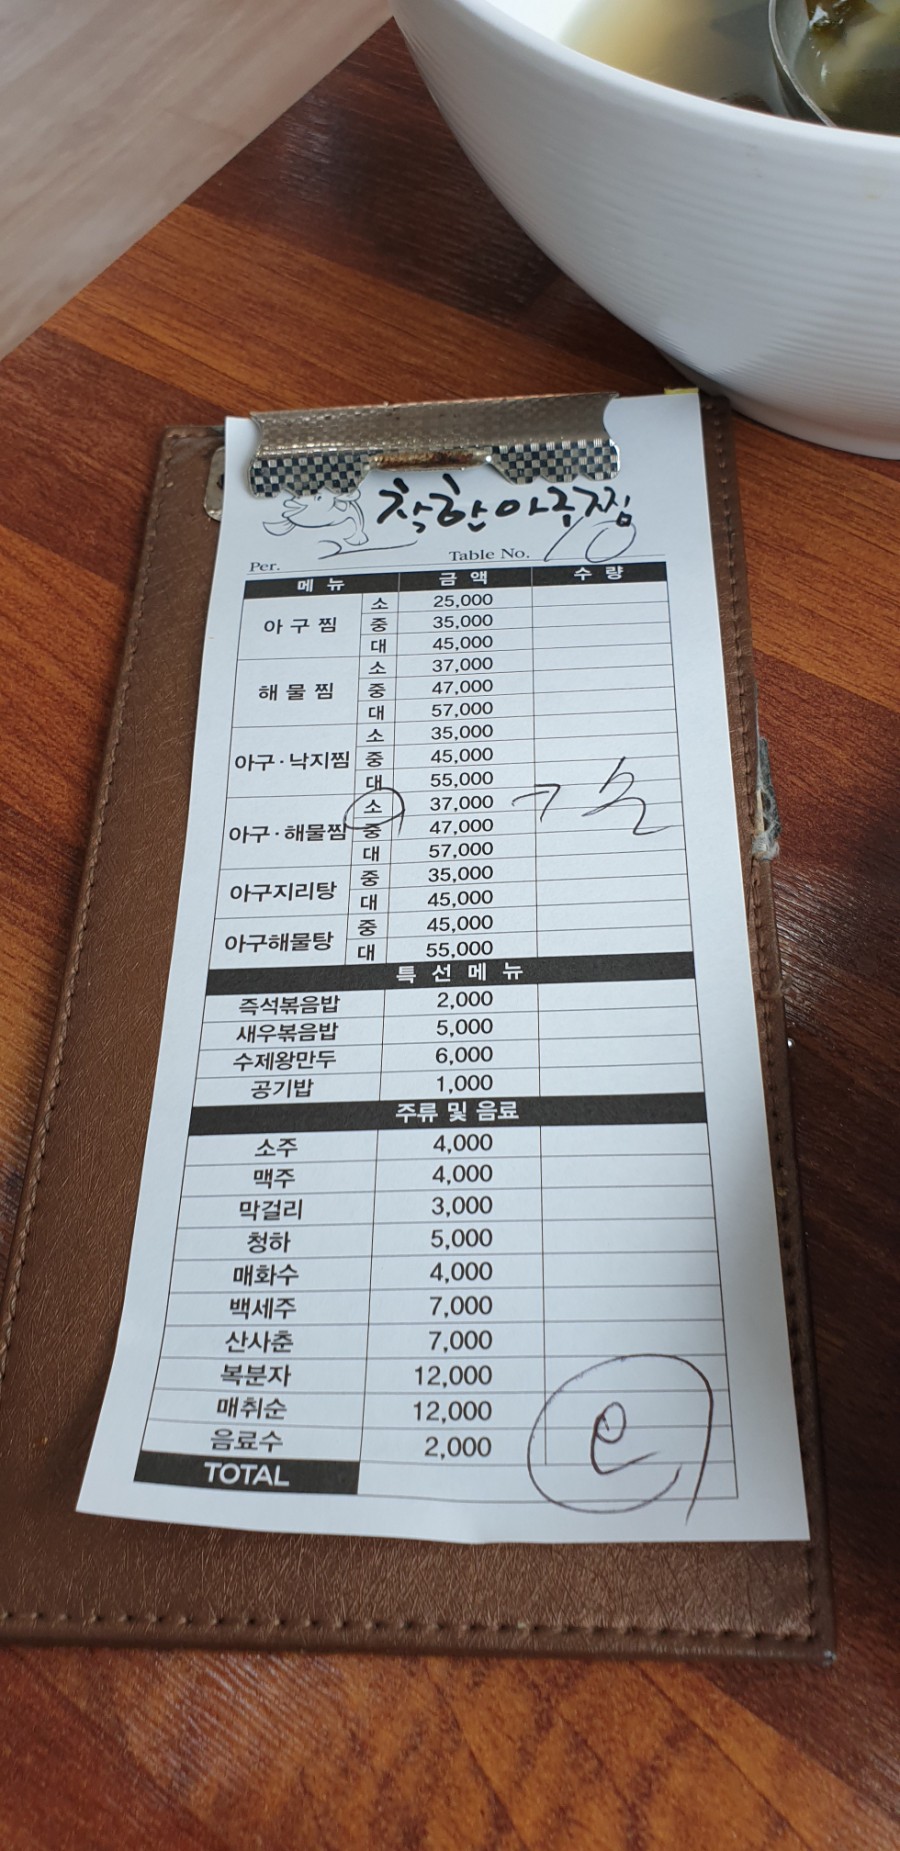 착한아구찜
Per. 2 Table No. 10
메뉴 금액 수량
아구찜 소 25,000
중 35,000
대 45,000
해물찜 소 37,000
중 47,000
대 57,000
아구·낙지찜 소 35,000
중 45,000
대 55,000
아구·해물찜 소 37,000
중 47,000
대 57,000
아구지리탕 중 35,000
대 45,000
아구해물탕 중 45,000
대 55,000
특선메뉴
즉석볶음밥 2,000
새우볶음밥 5,000
수제왕만두 6,000
공기밥 1,000
주류 및 음료
소주 4,000
맥주 4,000
막걸리 3,000
청하 5,000
매화수 4,000
백세주 7,000
산사춘 7,000
복분자 12,000
매취순 12,000
음료수 2,000
TOTAL